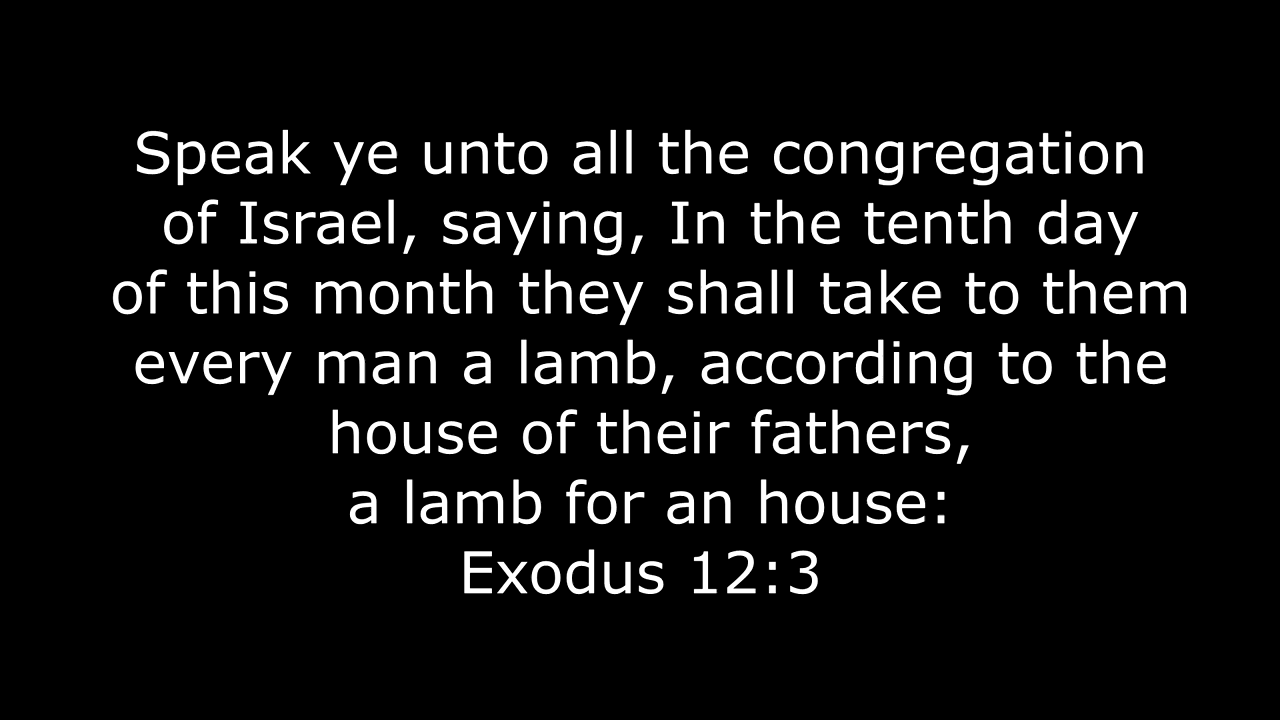 Speak ye unto all the congregation
of Israel, saying, In the tenth day
of this month they shall take to them
every man a lamb, according to the
house of their fathers,
a lamb for an house:
Exodus 12:3